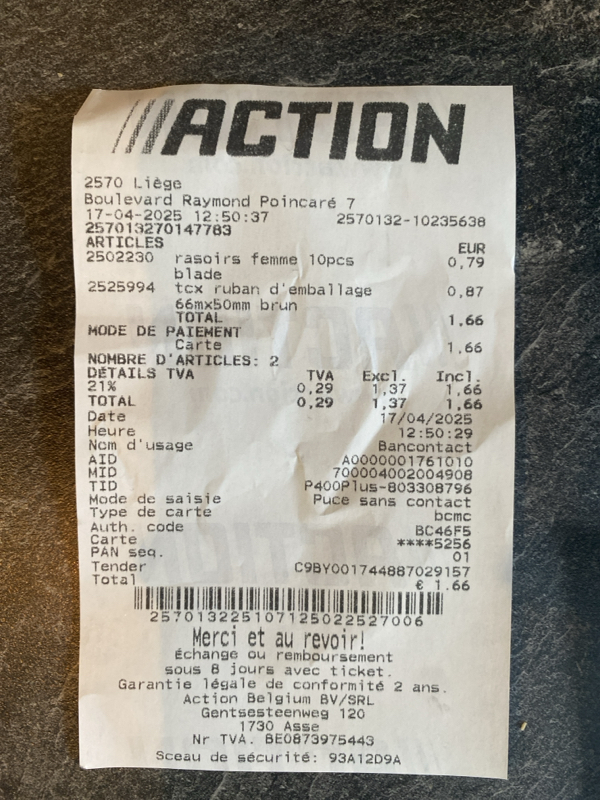 ACTION
2570 Liège
Boulevard Raymond Poincaré 7
17-04-2025 12:50:37 2570132-10235638
257013270147783
ARTICLES EUR
2502230 rasoirs femme 10pcs 0,79
blade
2525994 tcx ruban d'emballage 0,87
66mx50mm brun
TOTAL 1,66
MODE DE PAIEMENT
Carte 1,66
NOMBRE D'ARTICLES: 2
DÉTAILS TVA TVA Excl. Incl.
21% 0,29 1,37 1,66
TOTAL 0,29 1,37 1,66
Date 17/04/2025
Heure 12:50:29
Nom d'usage Bancontact
AID A0000001761010
MID 700004002004908
TID P400Plus-803308796
Mode de saisie Puce sans contact
Type de carte bcmc
Auth. code BC46F5
Carte ****5256
PAN seq. 01
Tender C9BY001744887029157
Total € 1.66
2570132251071125022527006
Merci et au revoir!
Échange ou remboursement
sous 8 jours avec ticket.
Garantie légale de conformité 2 ans.
Action Belgium BV/SRL
Gentsesteenweg 120
1730 Asse
Nr TVA. BE0873975443
Sceau de sécurité: 93A12D9A